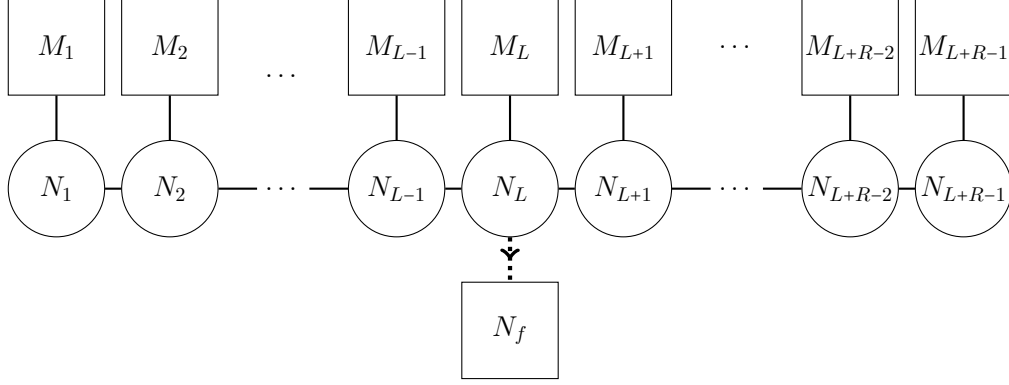 M_1 M_2 ... M_{L-1} M_L M_{L+1} ... M_{L+R-2} M_{L+R-1}
N_1 N_2 ... N_{L-1} N_L N_{L+1} ... N_{L+R-2} N_{L+R-1}
N_f